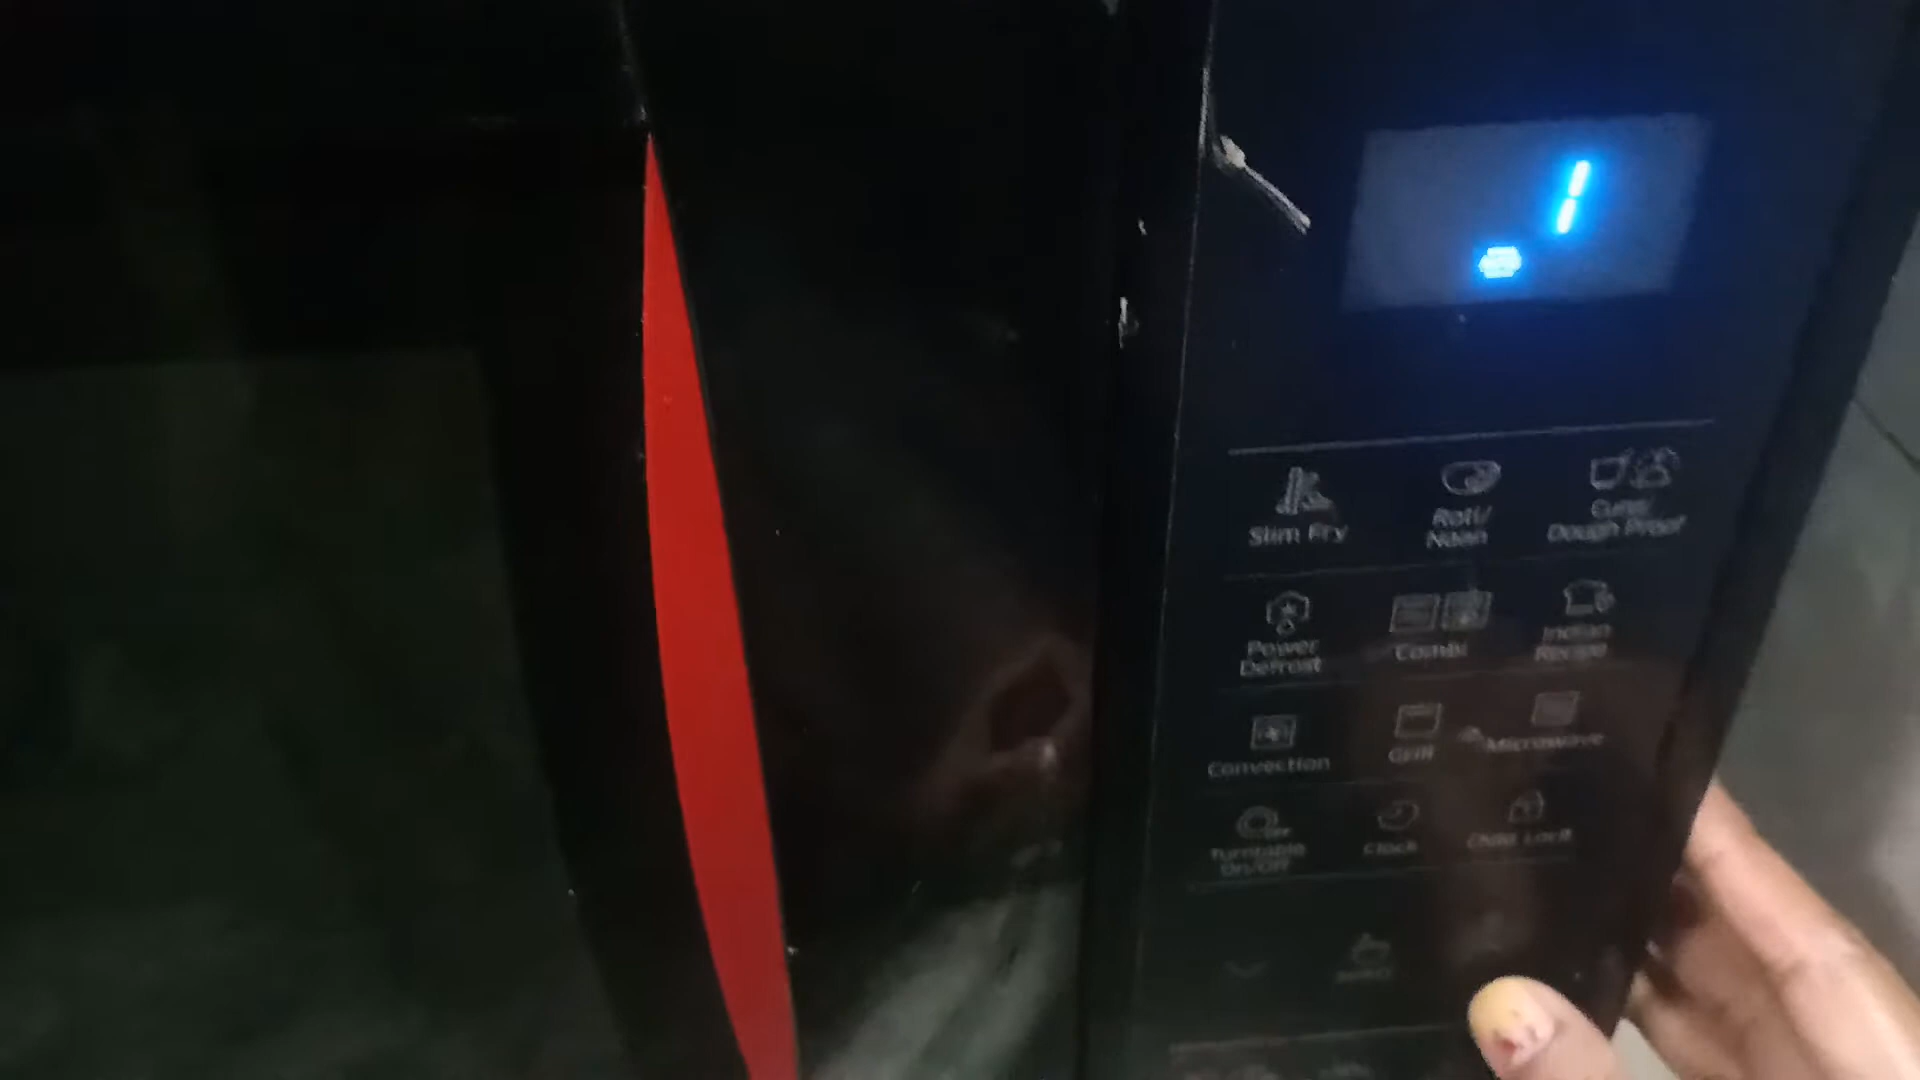 1
Slim Fry
Roti/
Naan
Curd/
Dough Proof
Power
Defrost
Combi
Indian
Recipe
Convection
Grill
Microwave
Turntable
On/Off
Clock
Child Lock